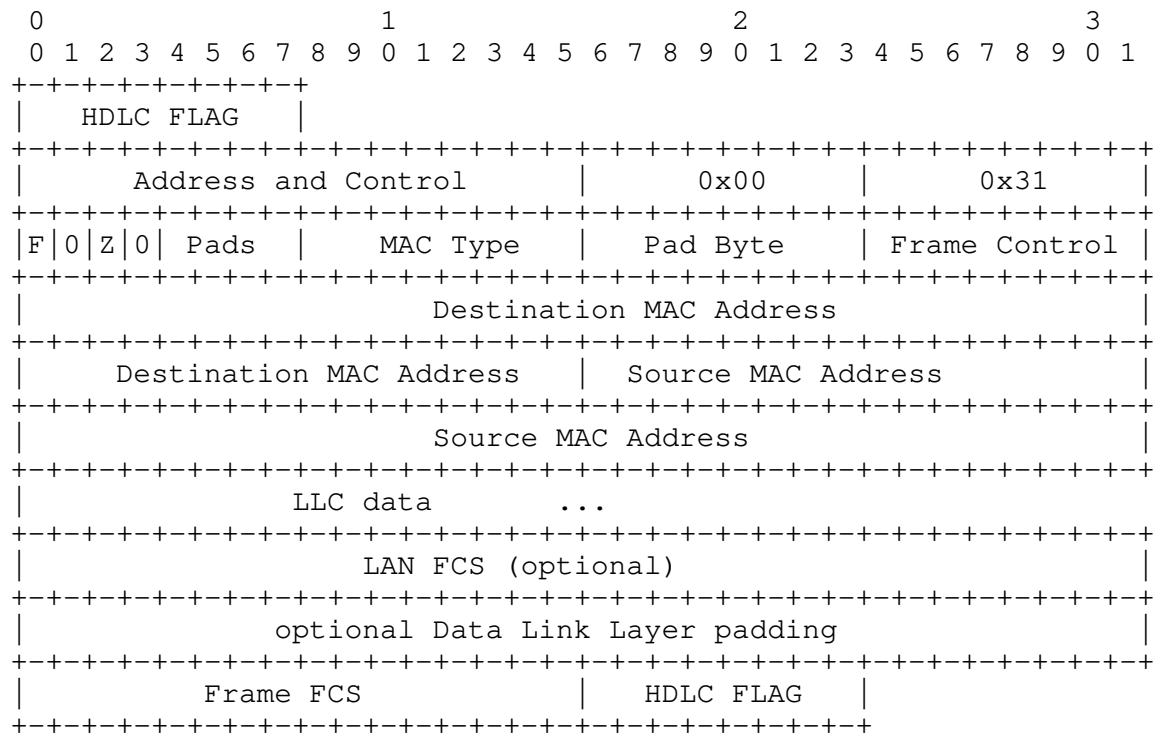 0                   1                   2                   3
 0 1 2 3 4 5 6 7 8 9 0 1 2 3 4 5 6 7 8 9 0 1 2 3 4 5 6 7 8 9 0 1
+-+-+-+-+-+-+-+-+
|   HDLC FLAG   |
+-+-+-+-+-+-+-+-+-+-+-+-+-+-+-+-+-+-+-+-+-+-+-+-+-+-+-+-+-+-+-+-+
|      Address and Control      |      0x00     |      0x31     |
+-+-+-+-+-+-+-+-+-+-+-+-+-+-+-+-+-+-+-+-+-+-+-+-+-+-+-+-+-+-+-+-+
|F|0|Z|0| Pads  |    MAC Type   |   Pad Byte    | Frame Control |
+-+-+-+-+-+-+-+-+-+-+-+-+-+-+-+-+-+-+-+-+-+-+-+-+-+-+-+-+-+-+-+-+
|                       Destination MAC Address                 |
+-+-+-+-+-+-+-+-+-+-+-+-+-+-+-+-+-+-+-+-+-+-+-+-+-+-+-+-+-+-+-+-+
|     Destination MAC Address   |  Source MAC Address           |
+-+-+-+-+-+-+-+-+-+-+-+-+-+-+-+-+-+-+-+-+-+-+-+-+-+-+-+-+-+-+-+-+
|                       Source MAC Address                      |
+-+-+-+-+-+-+-+-+-+-+-+-+-+-+-+-+-+-+-+-+-+-+-+-+-+-+-+-+-+-+-+-+
|               LLC data       ...
+-+-+-+-+-+-+-+-+-+-+-+-+-+-+-+-+-+-+-+-+-+-+-+-+-+-+-+-+-+-+-+-+
|                   LAN FCS (optional)                          |
+-+-+-+-+-+-+-+-+-+-+-+-+-+-+-+-+-+-+-+-+-+-+-+-+-+-+-+-+-+-+-+-+
|              optional Data Link Layer padding                 |
+-+-+-+-+-+-+-+-+-+-+-+-+-+-+-+-+-+-+-+-+-+-+-+-+-+-+-+-+-+-+-+-+
|          Frame FCS            |   HDLC FLAG   |
+-+-+-+-+-+-+-+-+-+-+-+-+-+-+-+-+-+-+-+-+-+-+-+-+